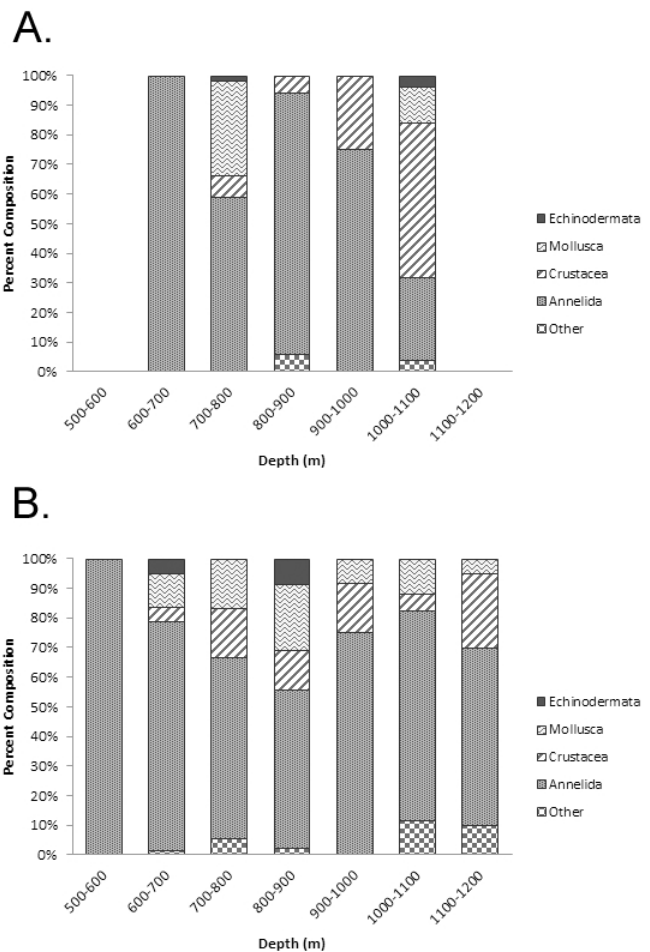 A.
100%
90%
80%
70%
60%
50%
40%
30%
20%
10%
0%
Percent Composition
500-600
600-700
700-800
800-900
900-1000
1000-1100
1100-1200
Depth (m)
Echinodermata
Mollusca
Crustacea
Annelida
Other
B.
100%
90%
80%
70%
60%
50%
40%
30%
20%
10%
0%
Percent Composition
500-600
600-700
700-800
800-900
900-1000
1000-1100
1100-1200
Depth (m)
Echinodermata
Mollusca
Crustacea
Annelida
Other